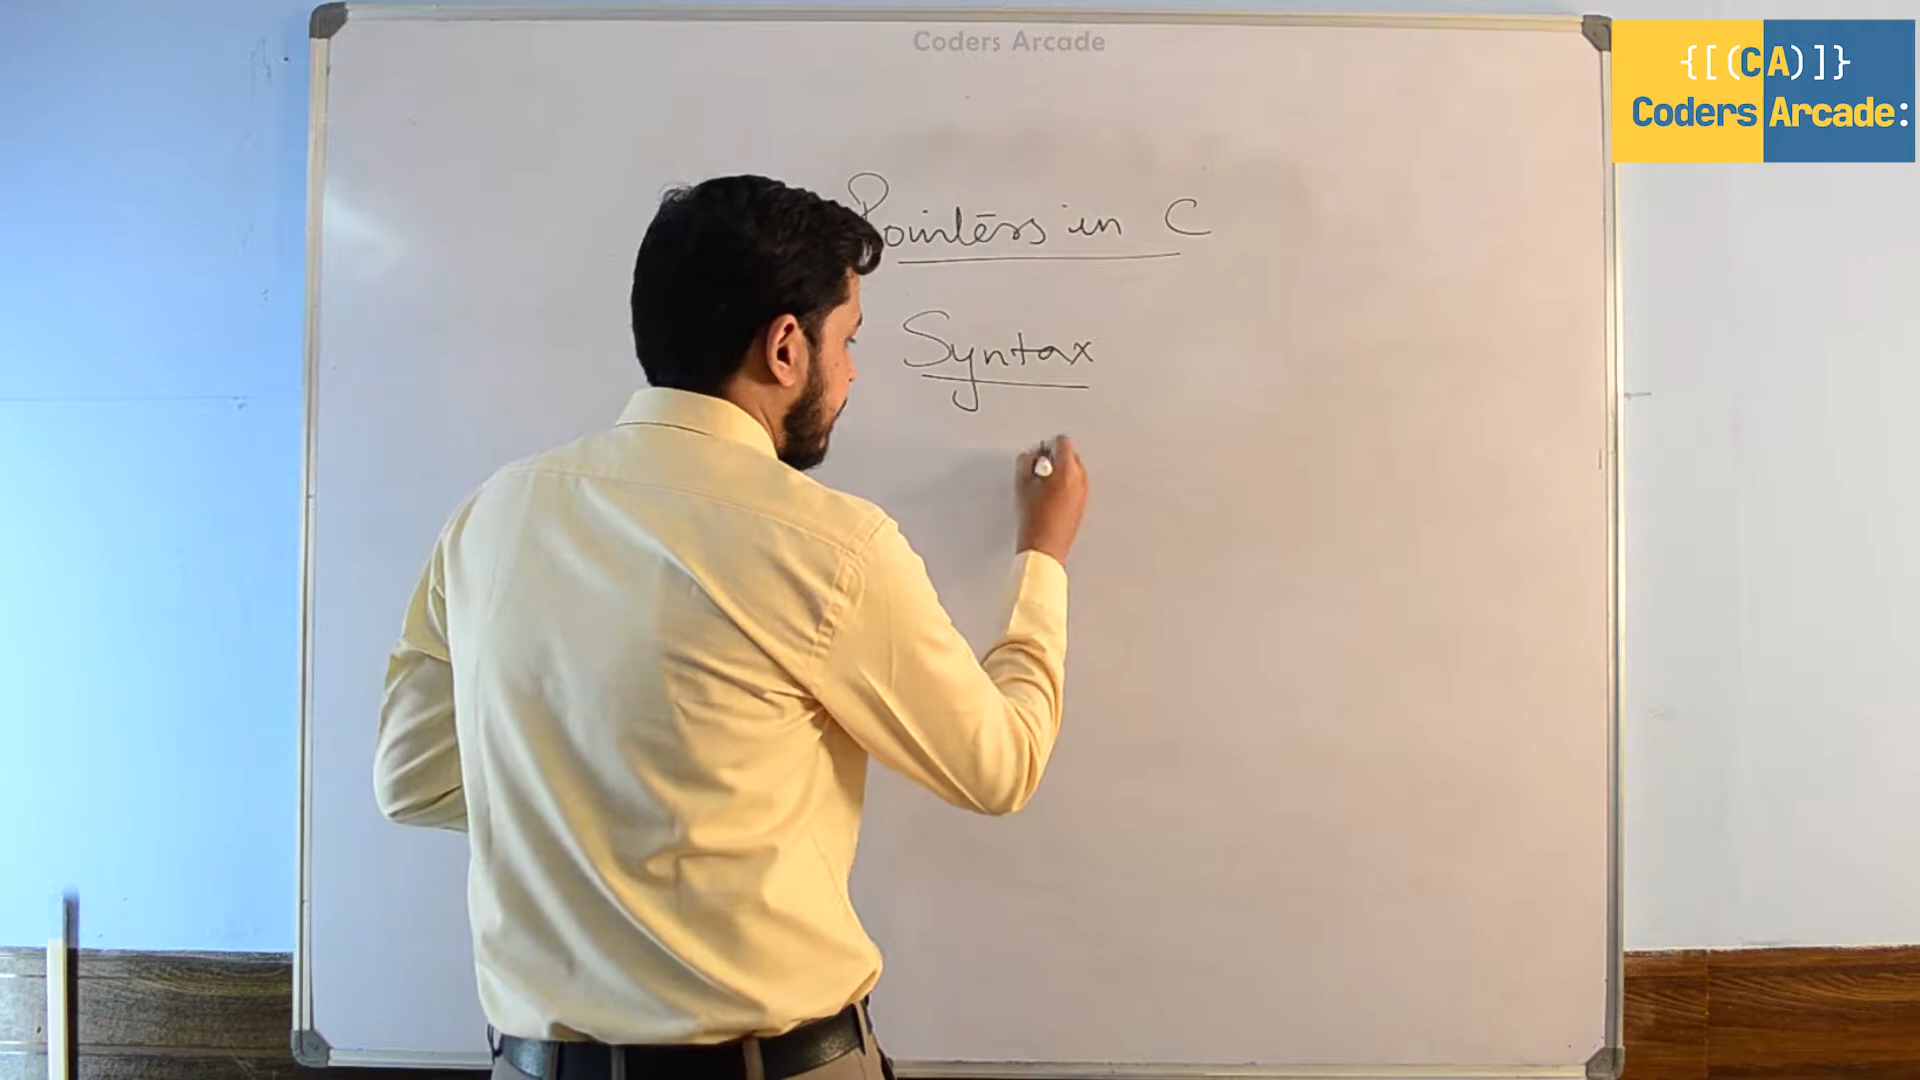 Coders Arcade
{[(CA)]}
Coders Arcade:
Pointers in C
Syntax